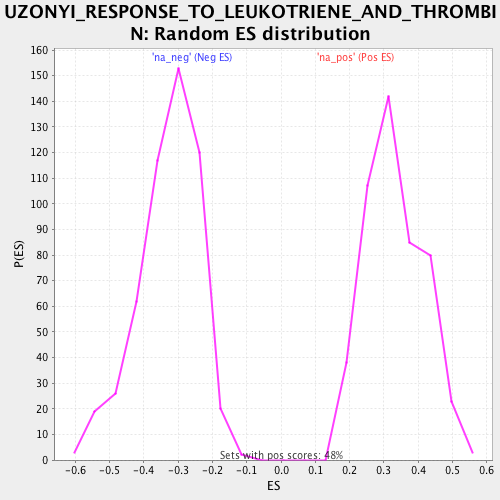 UZONYI_RESPONSE_TO_LEUKOTRIENE_AND_THROMBI
N: Random ES distribution
'na_neg' (Neg ES) 'na_pos' (Pos ES)
160
150
140
130
120
110
100
90
80
70
60
50
40
30
20
10
0
P(ES)
Sets with pos scores: 48%
-0.6 -0.5 -0.4 -0.3 -0.2 -0.1 0.0 0.1 0.2 0.3 0.4 0.5 0.6
ES